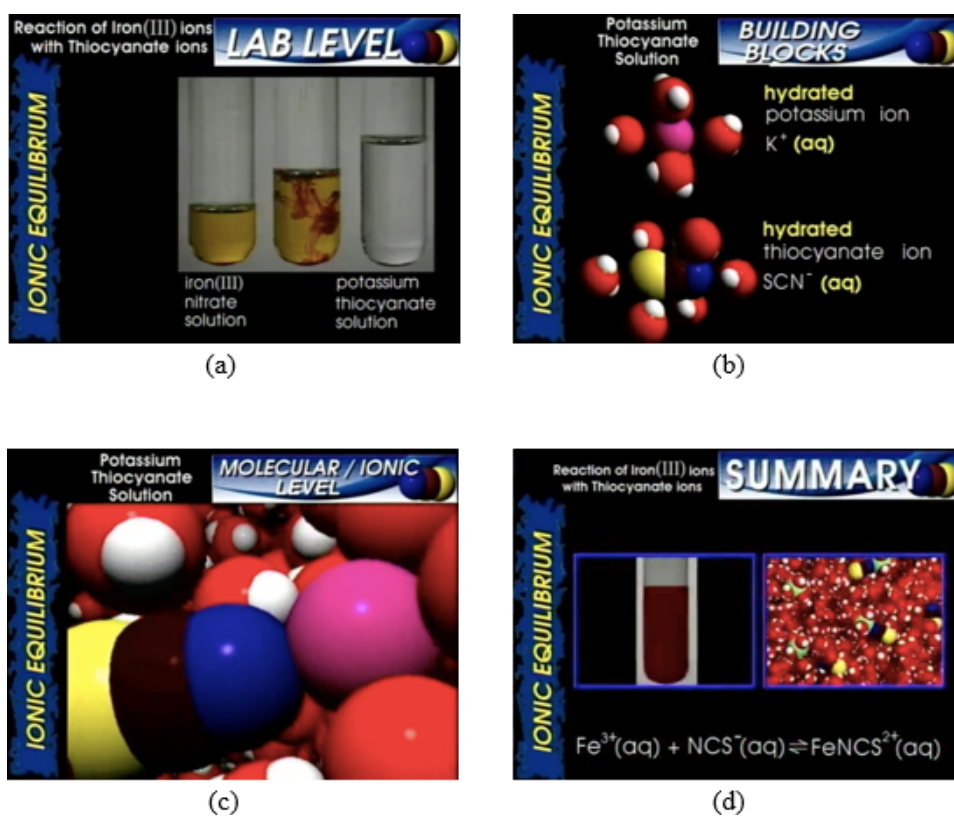 Reaction of Iron(III) ions
with Thiocyanate ions
LAB LEVEL
IONIC EQUILIBRIUM
iron(III)
nitrate
solution
potassium
thiocyanate
solution
(a)
Potassium
Thiocyanate
Solution
BUILDING
BLOCKS
IONIC EQUILIBRIUM
hydrated
potassium ion
K⁺ (aq)
hydrated
thiocyanate ion
SCN⁻ (aq)
(b)
Potassium
Thiocyanate
Solution
MOLECULAR / IONIC
LEVEL
IONIC EQUILIBRIUM
(c)
Reaction of Iron(III) ions
with Thiocyanate ions
SUMMARY
IONIC EQUILIBRIUM
Fe³⁺(aq) + NCS⁻(aq) ⇌ FeNCS²⁺(aq)
(d)